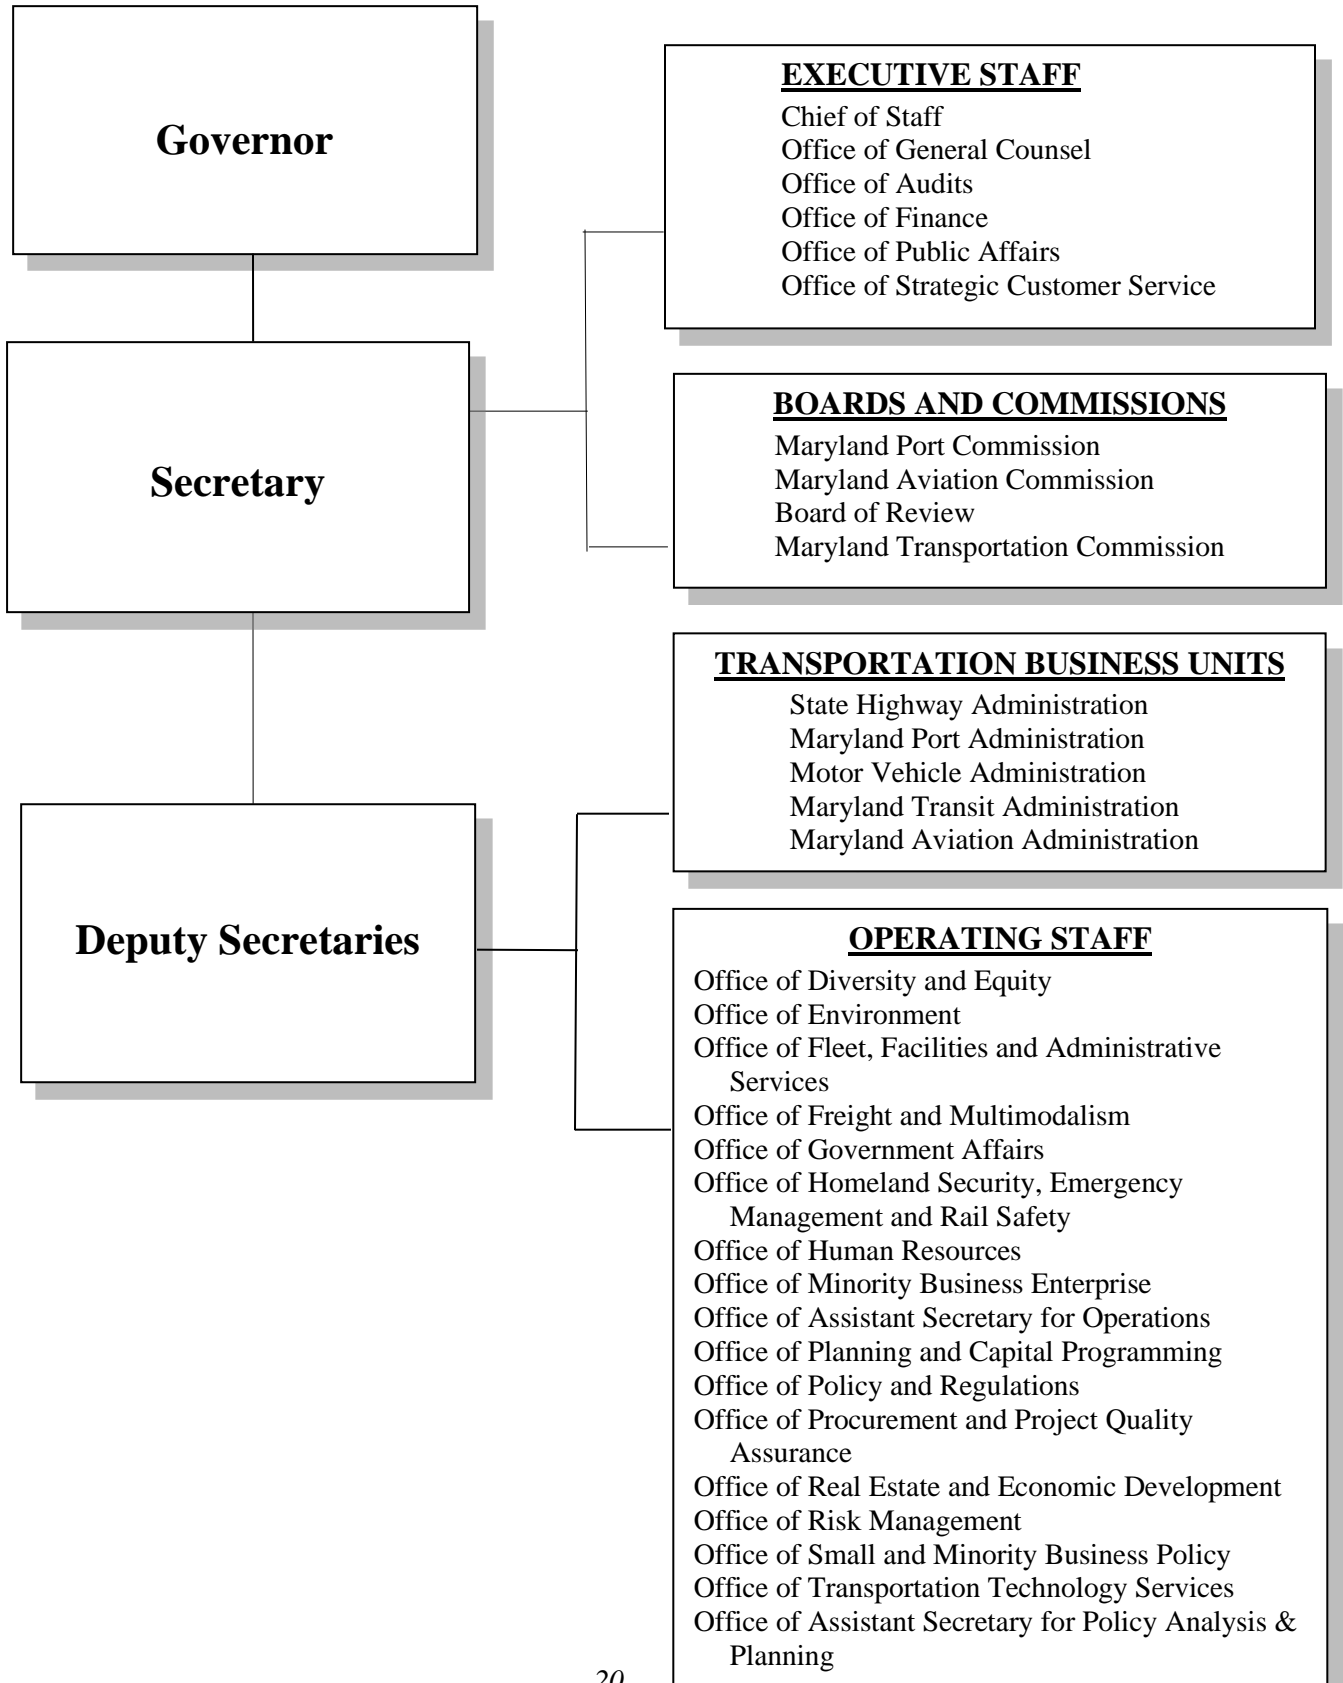 Governor
EXECUTIVE STAFF
Chief of Staff
Office of General Counsel
Office of Audits
Office of Finance
Office of Public Affairs
Office of Strategic Customer Service
Secretary
BOARDS AND COMMISSIONS
Maryland Port Commission
Maryland Aviation Commission
Board of Review
Maryland Transportation Commission
TRANSPORTATION BUSINESS UNITS
State Highway Administration
Maryland Port Administration
Motor Vehicle Administration
Maryland Transit Administration
Maryland Aviation Administration
Deputy Secretaries
OPERATING STAFF
Office of Diversity and Equity
Office of Environment
Office of Fleet, Facilities and Administrative
Services
Office of Freight and Multimodalism
Office of Government Affairs
Office of Homeland Security, Emergency
Management and Rail Safety
Office of Human Resources
Office of Minority Business Enterprise
Office of Assistant Secretary for Operations
Office of Planning and Capital Programming
Office of Policy and Regulations
Office of Procurement and Project Quality
Assurance
Office of Real Estate and Economic Development
Office of Risk Management
Office of Small and Minority Business Policy
Office of Transportation Technology Services
Office of Assistant Secretary for Policy Analysis &
Planning
20